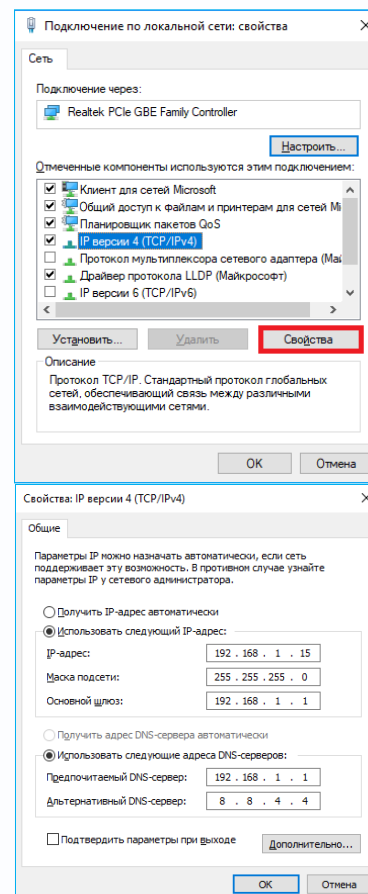 Подключение по локальной сети: свойства
Сеть
Подключение через:
Realtek PCIe GBE Family Controller
Настроить...
Отмеченные компоненты используются этим подключением:
Клиент для сетей Microsoft
Общий доступ к файлам и принтерам для сетей Mi
Планировщик пакетов QoS
IP версии 4 (TCP/IPv4)
Протокол мультиплексора сетевого адаптера (Май
Драйвер протокола LLDP (Майкрософт)
IP версии 6 (TCP/IPv6)
Установить... Удалить Свойства
Описание
Протокол TCP/IP. Стандартный протокол глобальных
сетей, обеспечивающий связь между различными
взаимодействующими сетями.
OK Отмена
Свойства: IP версии 4 (TCP/IPv4)
Общие
Параметры IP можно назначать автоматически, если сеть
поддерживает эту возможность. В противном случае узнайте
параметры IP у сетевого администратора.
Получить IP-адрес автоматически
Использовать следующий IP-адрес:
IP-адрес: 192 . 168 . 1 . 15
Маска подсети: 255 . 255 . 255 . 0
Основной шлюз: 192 . 168 . 1 . 1
Получить адрес DNS-сервера автоматически
Использовать следующие адреса DNS-серверов:
Предпочитаемый DNS-сервер: 192 . 168 . 1 . 1
Альтернативный DNS-сервер: 8 . 8 . 4 . 4
Подтвердить параметры при выходе Дополнительно...
OK Отмена